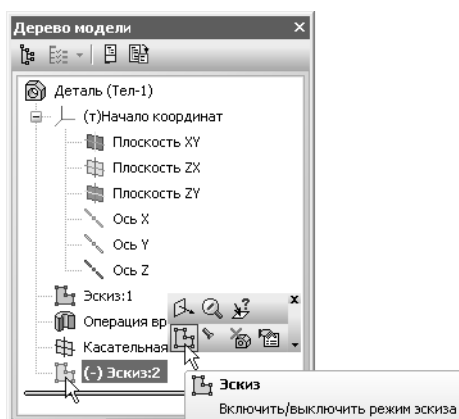 Дерево модели
Деталь (Тел-1)
(т)Начало координат
Плоскость XY
Плоскость ZX
Плоскость ZY
Ось X
Ось Y
Ось Z
Эскиз:1
Операция вр
Касательная
(-) Эскиз:2
Эскиз
Включить/выключить режим эскиза